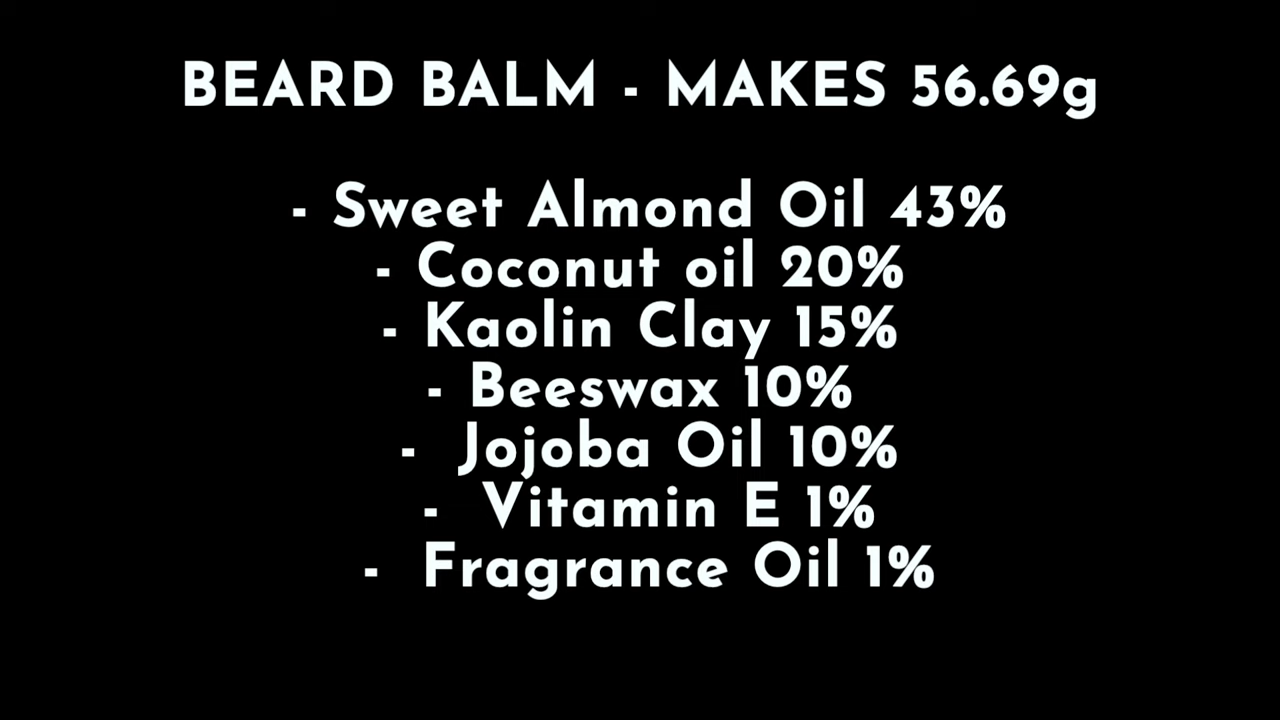 BEARD BALM - MAKES 56.69g
- Sweet Almond Oil 43%
- Coconut oil 20%
- Kaolin Clay 15%
- Beeswax 10%
- Jojoba Oil 10%
- Vitamin E 1%
- Fragrance Oil 1%